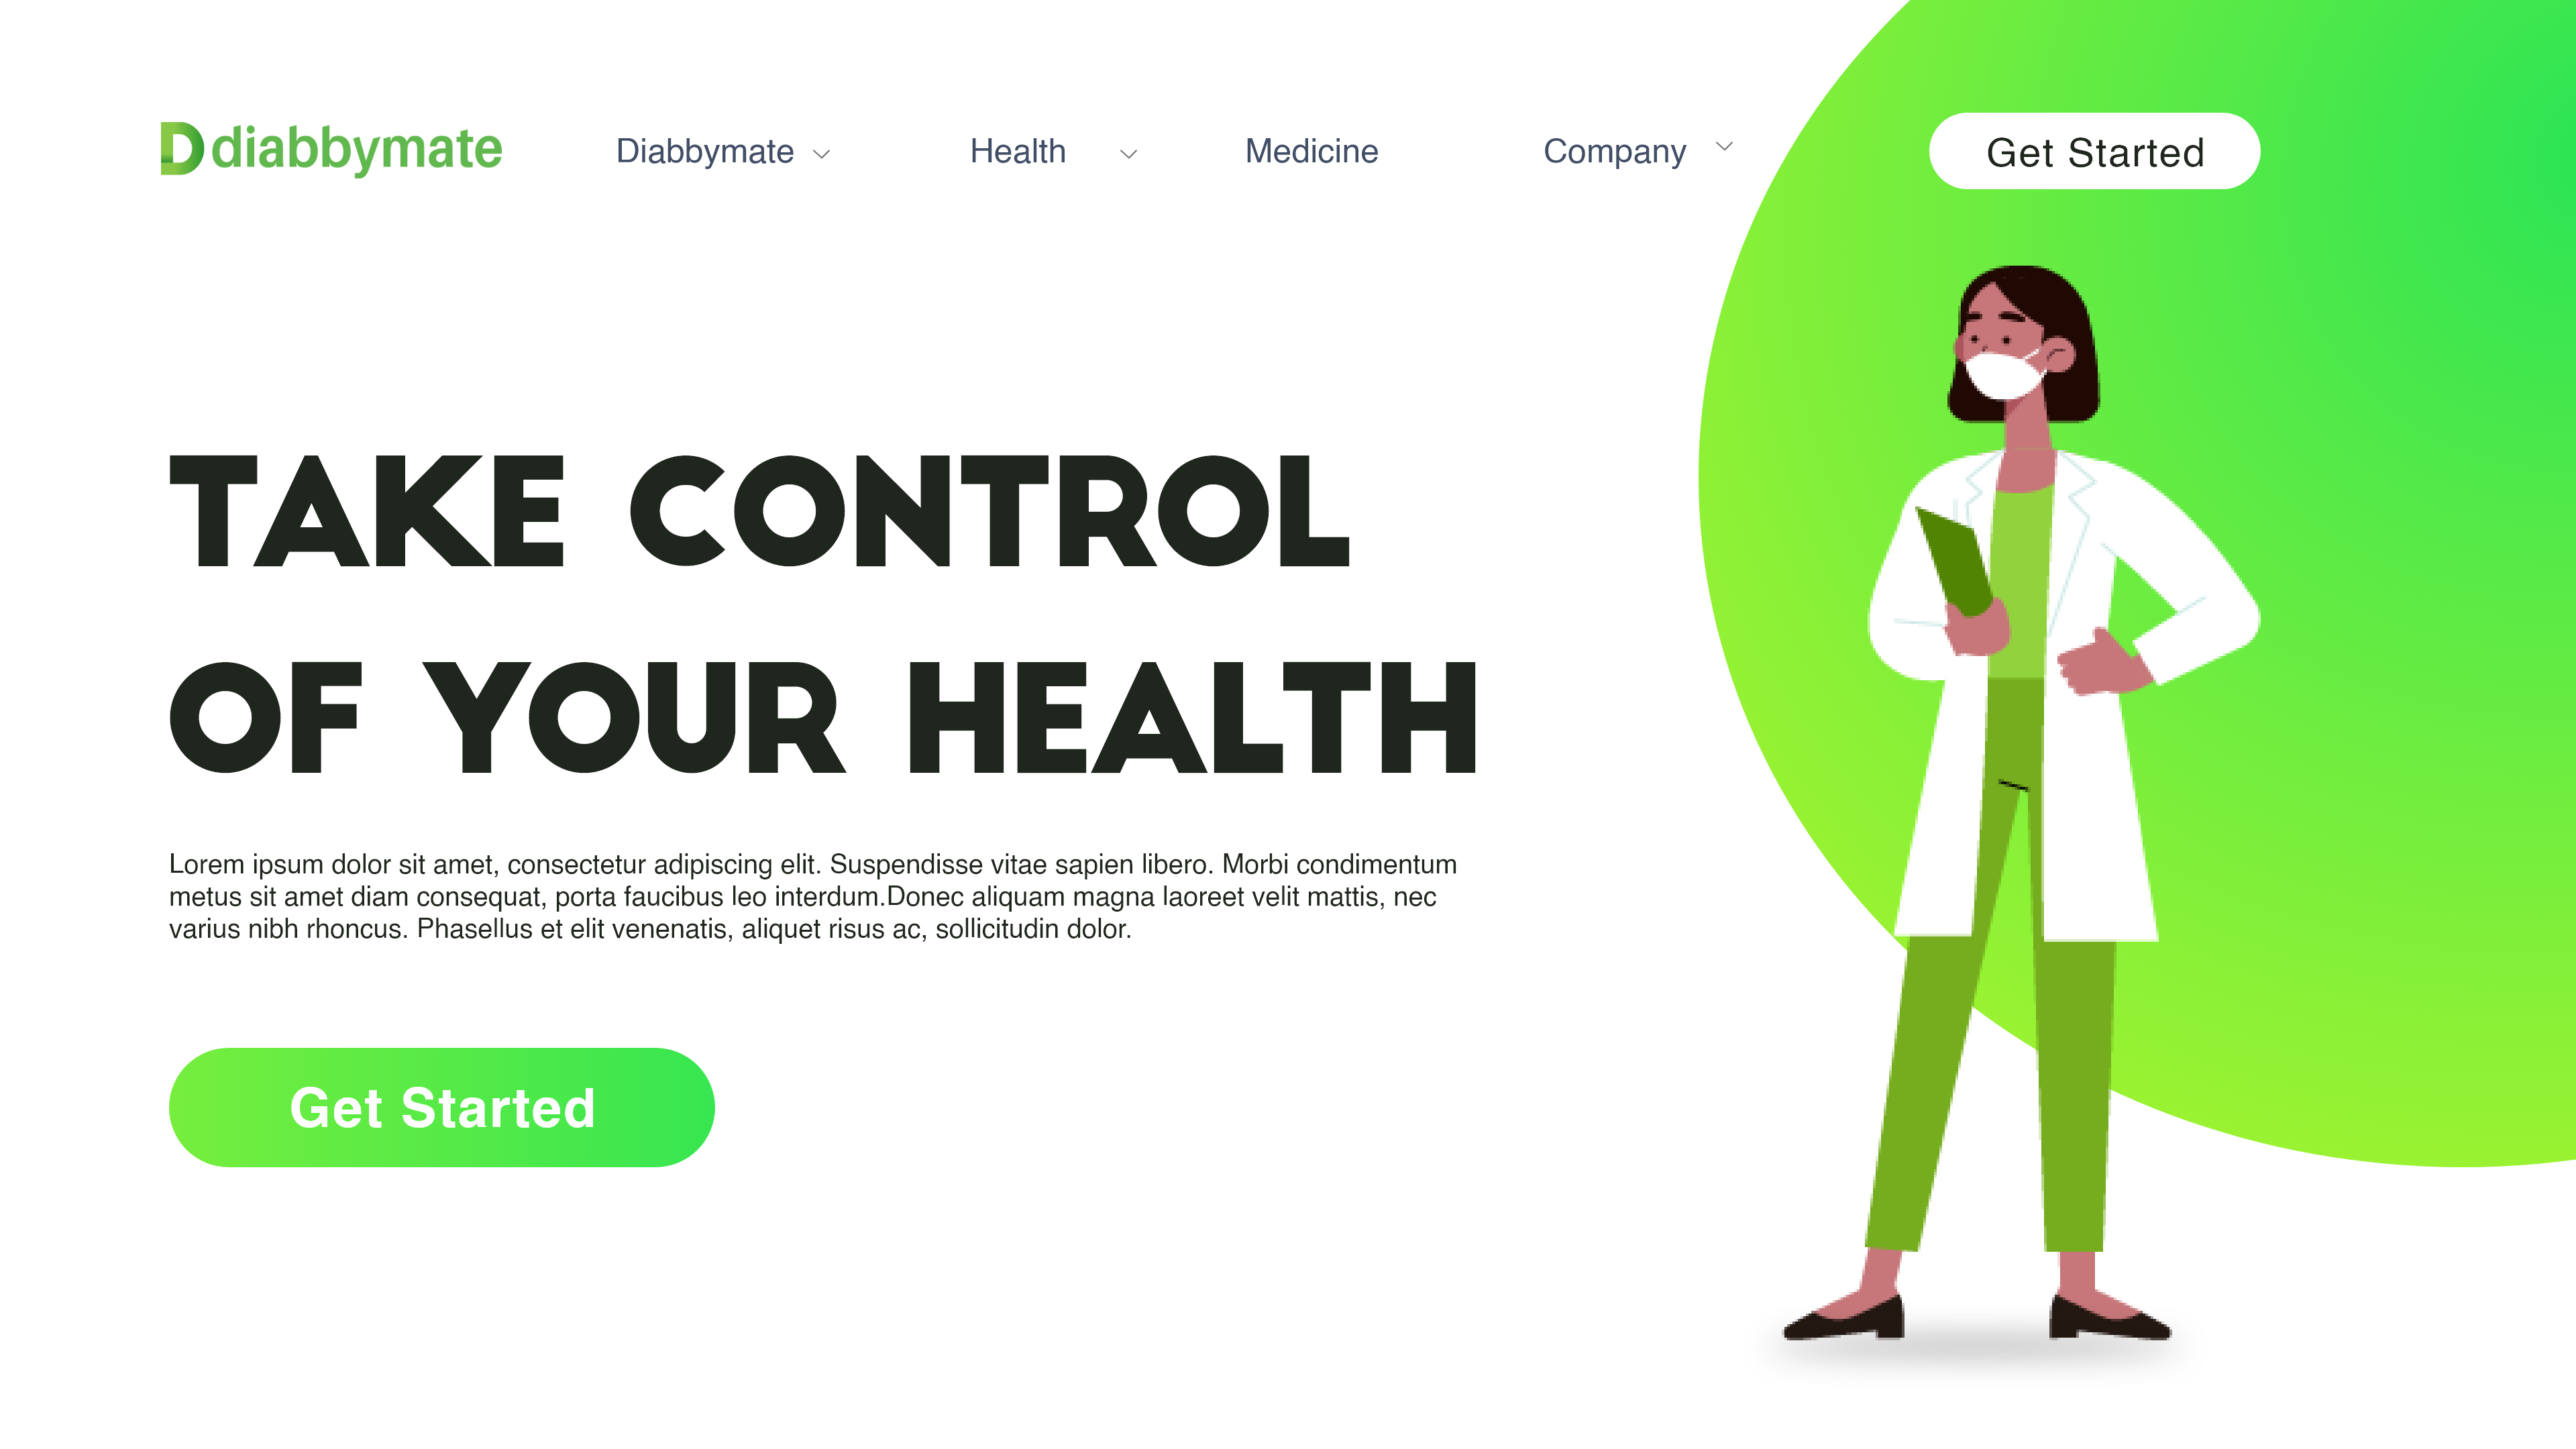 Ddiabbymate Diabbymate Health Medicine Company Get Started
TAKE CONTROL
OF YOUR HEALTH
Lorem ipsum dolor sit amet, consectetur adipiscing elit. Suspendisse vitae sapien libero. Morbi condimentum
metus sit amet diam consequat, porta faucibus leo interdum.Donec aliquam magna laoreet velit mattis, nec
varius nibh rhoncus. Phasellus et elit venenatis, aliquet risus ac, sollicitudin dolor.
Get Started